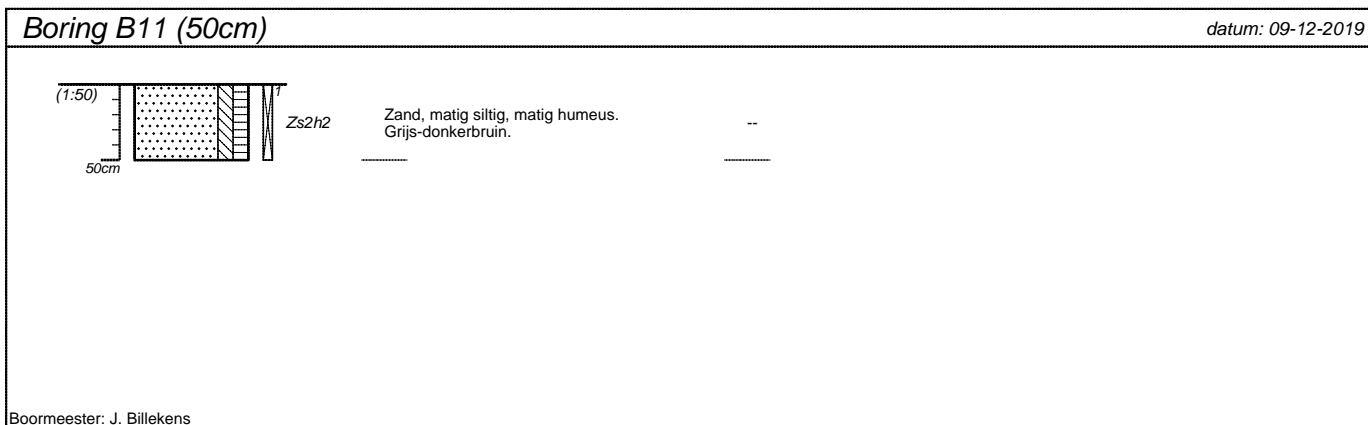 Boring B11 (50cm)
datum: 09-12-2019
(1:50)
1
Zs2h2
Zand, matig siltig, matig humeus.
Grijs-donkerbruin.
--
50cm
Boormeester: J. Billekens